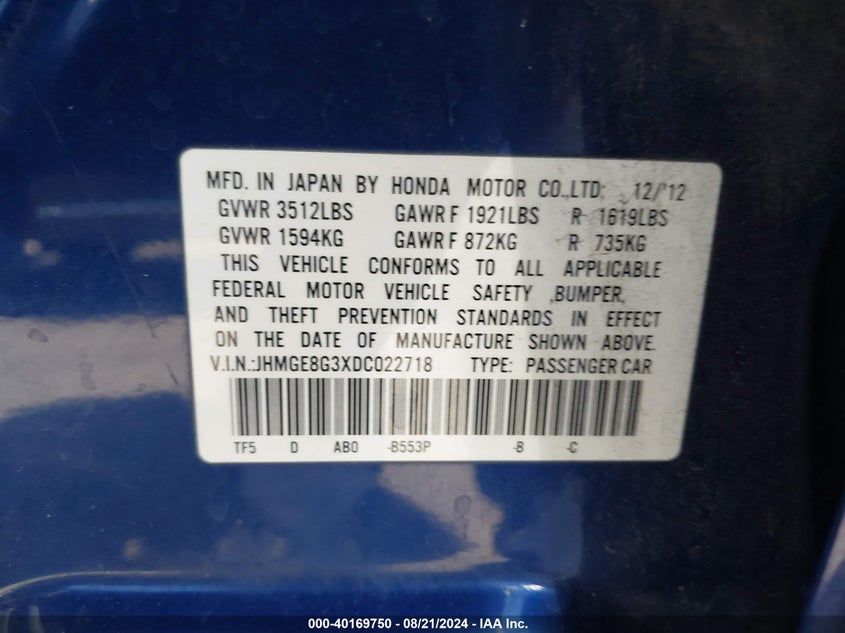 MFD. IN JAPAN BY HONDA MOTOR CO.,LTD. 12/'12
GVWR 3512LBS GAWR F 1921LBS R 1619LBS
GVWR 1594KG GAWR F 872KG R 735KG
THIS VEHICLE CONFORMS TO ALL APPLICABLE
FEDERAL MOTOR VEHICLE SAFETY ,BUMPER,
AND THEFT PREVENTION STANDARDS IN EFFECT
ON THE DATE OF MANUFACTURE SHOWN ABOVE.
V.I.N.:JHMGE8G3XDC022718 TYPE: PASSENGER CAR
TF5 D AB0 -B553P -B -C
000-40169750 - 08/21/2024 - IAA Inc.